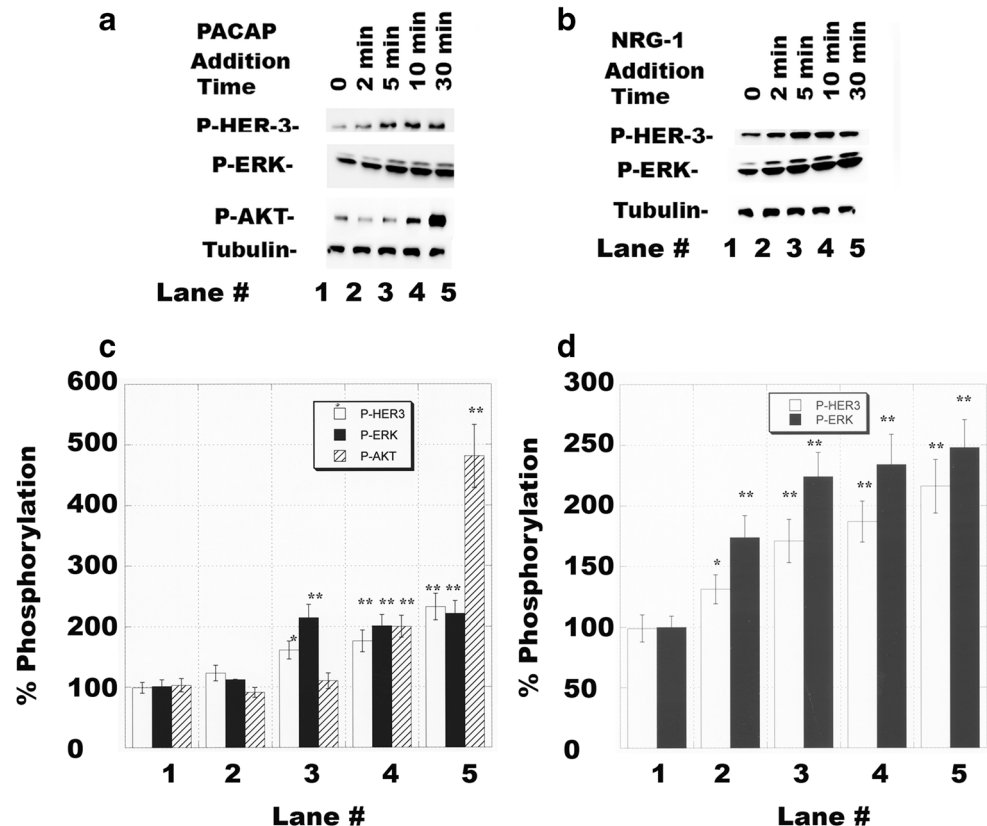 a
PACAP
Addition
Time
0
2 min
5 min
10 min
30 min
P-HER-3-
P-ERK-
P-AKT-
Tubulin-
Lane # 1 2 3 4 5
b
NRG-1
Addition
Time
0
2 min
5 min
10 min
30 min
P-HER-3-
P-ERK-
Tubulin-
Lane # 1 2 3 4 5
c
% Phosphorylation
600
500
400
300
200
100
0
*
P-HER3
P-ERK
P-AKT
* **
** ** **
** ** **
1 2 3 4 5
Lane #
d
% Phosphorylation
300
250
200
150
100
50
0
P-HER3
P-ERK
* **
** **
** **
** **
1 2 3 4 5
Lane #